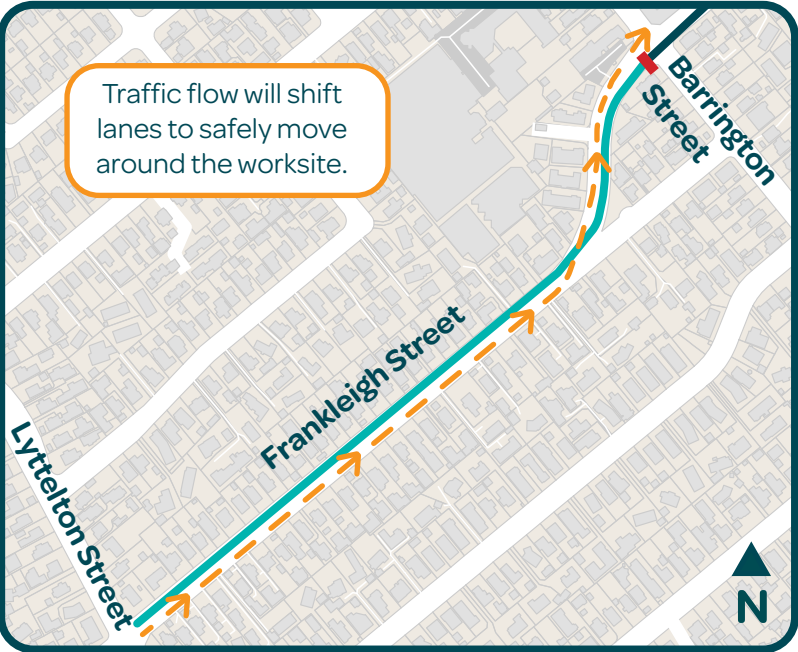 Traffic flow will shift
lanes to safely move
around the worksite.
Barrington
Street
Frankleigh Street
Lyttelton Street
N